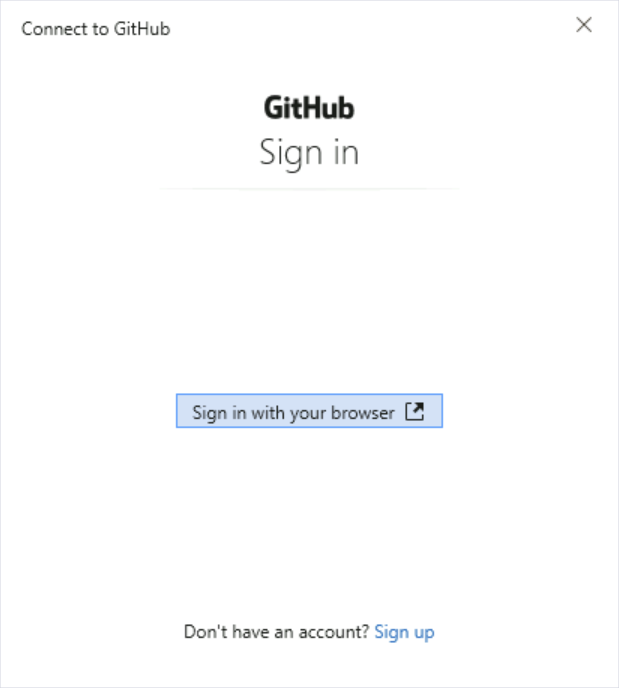 Connect to GitHub
GitHub
Sign in
Sign in with your browser
Don't have an account? Sign up